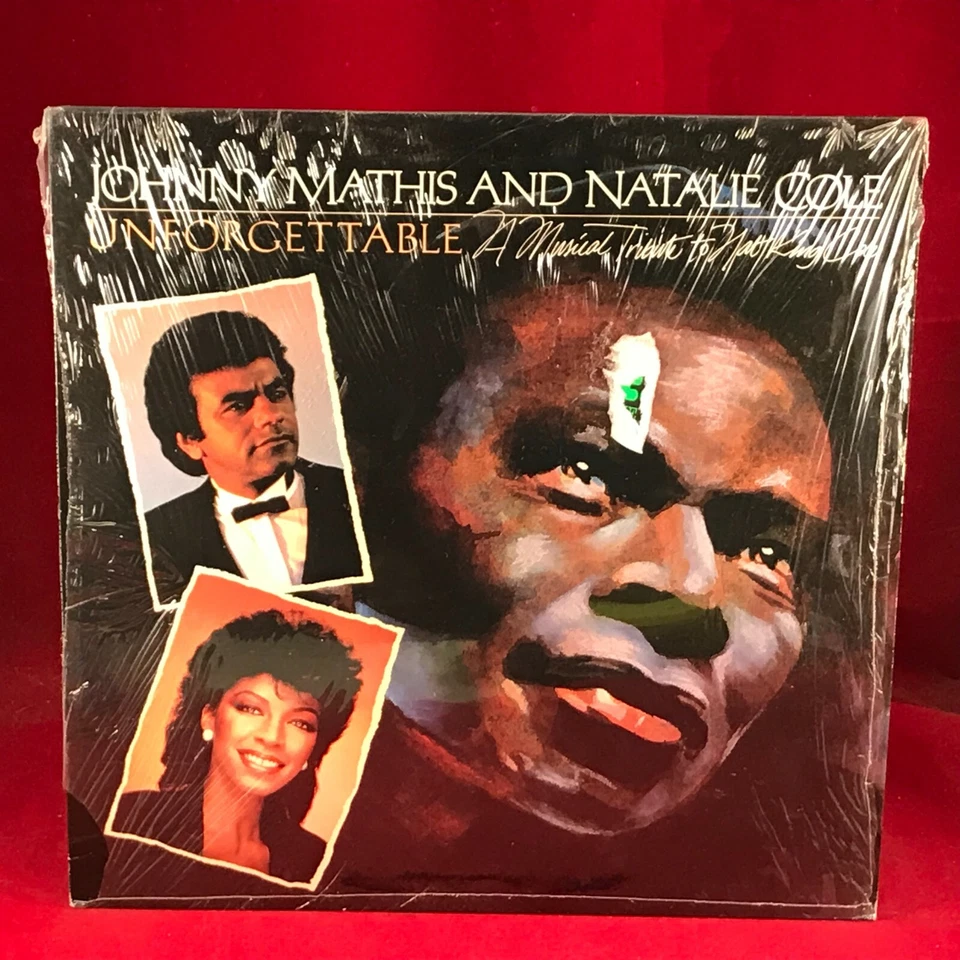 JOHNNY MATHIS AND NATALIE COLE
UNFORGETTABLE A Musical Tribute to Nat King Cole